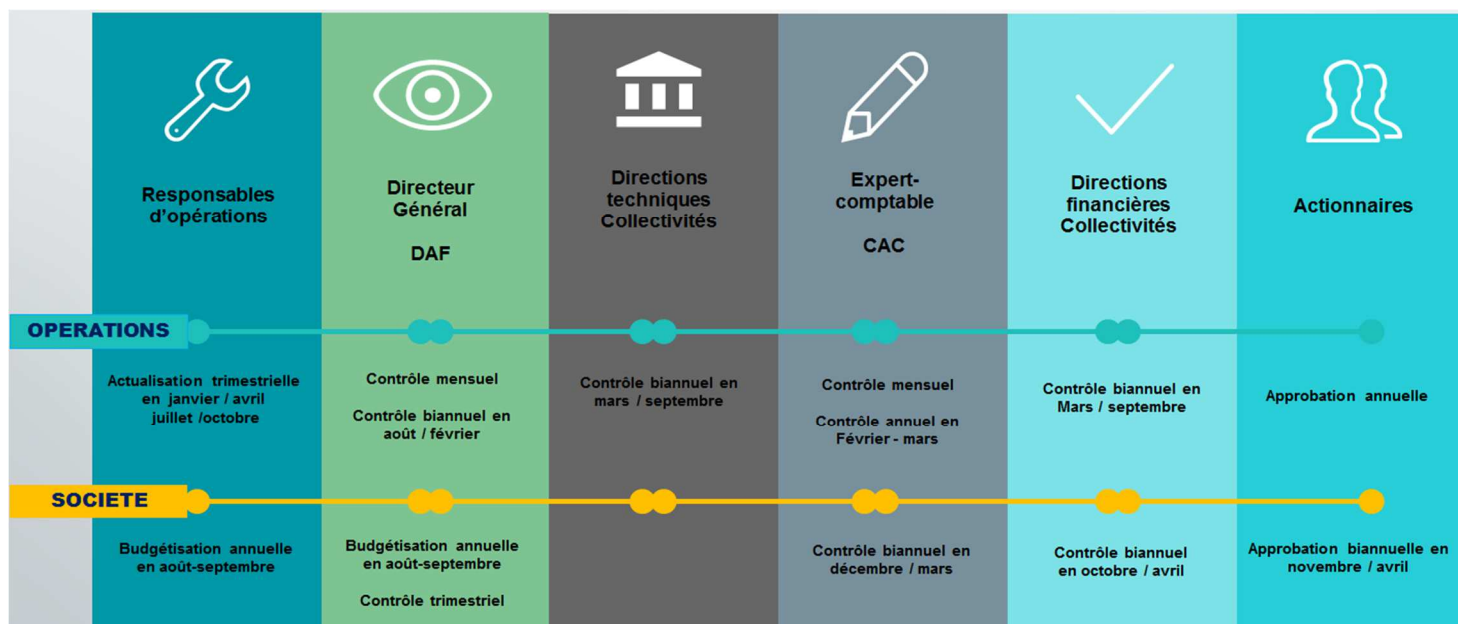 Responsables
d'opérations
Directeur
Général
DAF
Directions
techniques
Collectivités
Expert-
comptable
CAC
Directions
financières
Collectivités
Actionnaires
OPERATIONS
Actualisation trimestrielle
en janvier / avril
juillet /octobre
Contrôle mensuel
Contrôle biannuel en
août / février
Contrôle biannuel en
mars / septembre
Contrôle mensuel
Contrôle annuel en
Février - mars
Contrôle biannuel en
Mars / septembre
Approbation annuelle
SOCIETE
Budgétisation annuelle
en août-septembre
Budgétisation annuelle
en août-septembre
Contrôle trimestriel
Contrôle biannuel en
décembre / mars
Contrôle biannuel
en octobre / avril
Approbation biannuelle en
novembre / avril